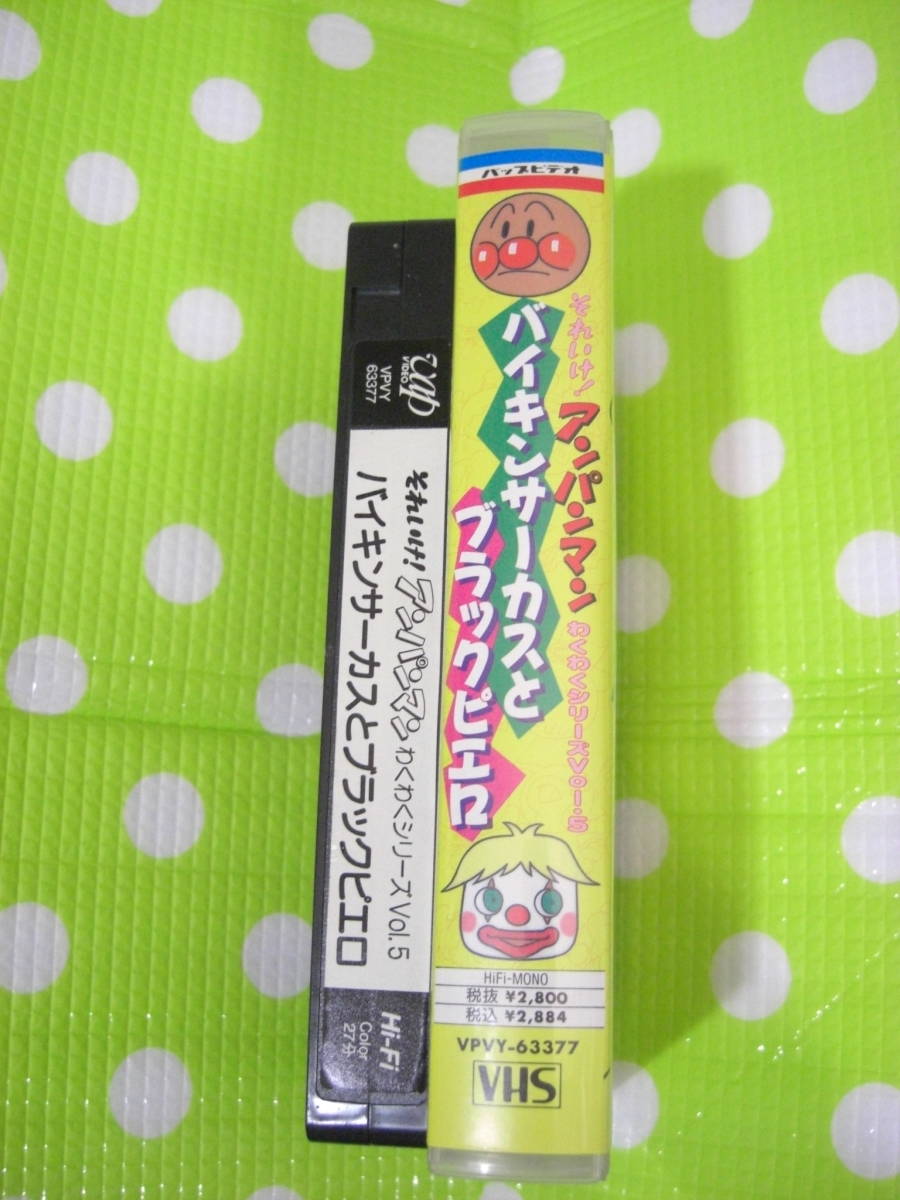 バップビデオ
それいけ!アンパンマン わくわくシリーズVol.5
バイキンサーカスと
ブラックピエロ
HiFi-MONO
税抜 ¥2,800
税込 ¥2,884
VPVY-63377
VHS
vap
VIDEO
VPVY
63377
それいけ!アンパンマン わくわくシリーズ Vol.5
バイキンサーカスとブラックピエロ
Hi-Fi
Color
27分